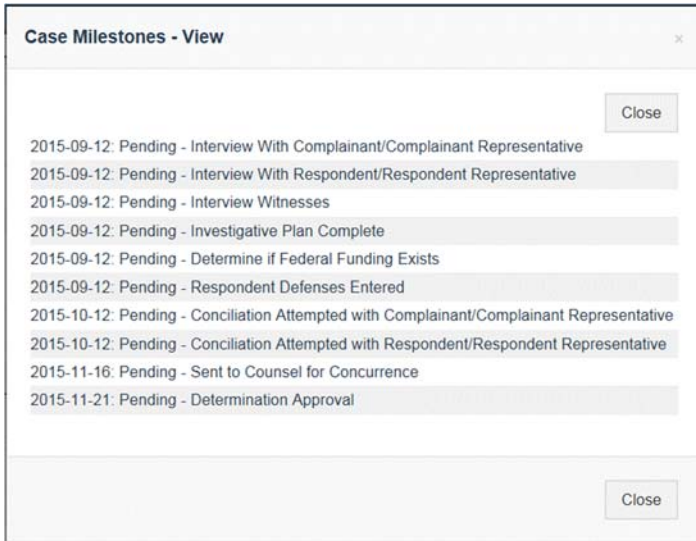 Case Milestones - View
×
Close
2015-09-12: Pending - Interview With Complainant/Complainant Representative
2015-09-12: Pending - Interview With Respondent/Respondent Representative
2015-09-12: Pending - Interview Witnesses
2015-09-12: Pending - Investigative Plan Complete
2015-09-12: Pending - Determine if Federal Funding Exists
2015-09-12: Pending - Respondent Defenses Entered
2015-10-12: Pending - Conciliation Attempted with Complainant/Complainant Representative
2015-10-12: Pending - Conciliation Attempted with Respondent/Respondent Representative
2015-11-16: Pending - Sent to Counsel for Concurrence
2015-11-21: Pending - Determination Approval
Close